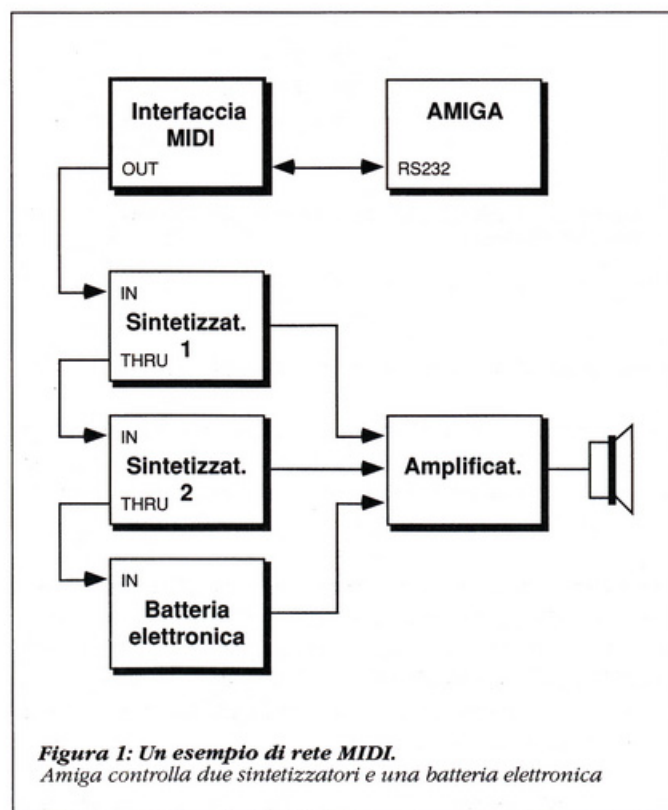 Interfaccia
MIDI
OUT
AMIGA
RS232
IN
Sintetizzat.
1
THRU
IN
Sintetizzat.
2
THRU
Amplificat.
IN
Batteria
elettronica
Figura 1: Un esempio di rete MIDI.
Amiga controlla due sintetizzatori e una batteria elettronica